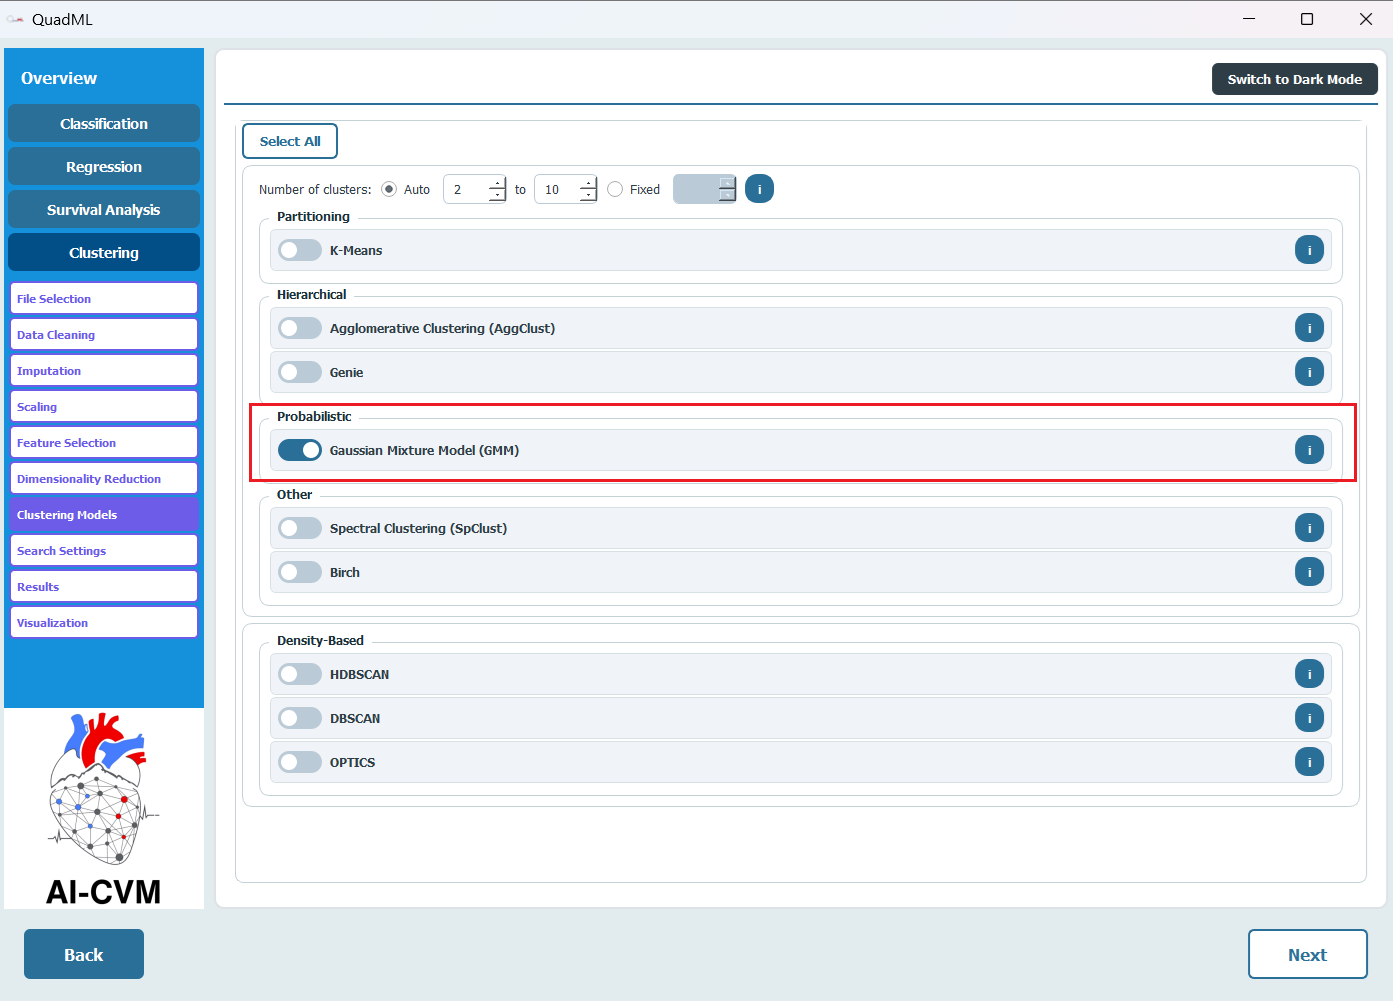 QuadML
Overview
Classification
Regression
Survival Analysis
Clustering
File Selection
Data Cleaning
Imputation
Scaling
Feature Selection
Dimensionality Reduction
Clustering Models
Search Settings
Results
Visualization
AI-CVM
Switch to Dark Mode
Select All
Number of clusters: Auto 2 to 10 Fixed i
Partitioning
K-Means i
Hierarchical
Agglomerative Clustering (AggClust) i
Genie i
Probabilistic
Gaussian Mixture Model (GMM) i
Other
Spectral Clustering (SpClust) i
Birch i
Density-Based
HDBSCAN i
DBSCAN i
OPTICS i
Back
Next